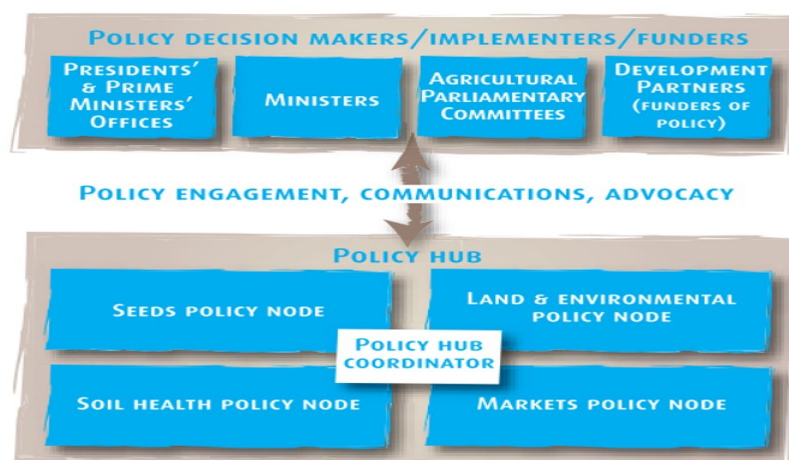 Policy decision makers/implementers/funders
Presidents'
& Prime
Ministers'
Offices
Ministers
Agricultural
Parliamentary
Committees
Development
Partners
(funders of
policy)
Policy engagement, communications, advocacy
Policy hub
Seeds policy node
Land & environmental
policy node
Policy hub
coordinator
Soil health policy node
Markets policy node